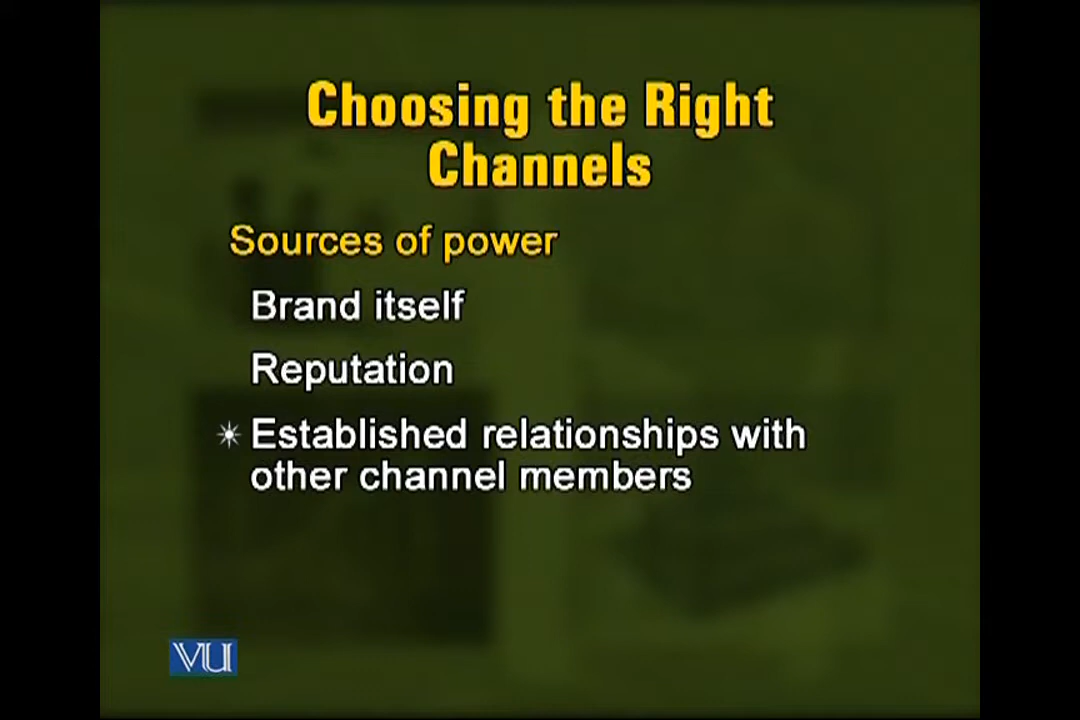 Choosing the Right
Channels
Sources of power
Brand itself
Reputation
Established relationships with
other channel members
VU